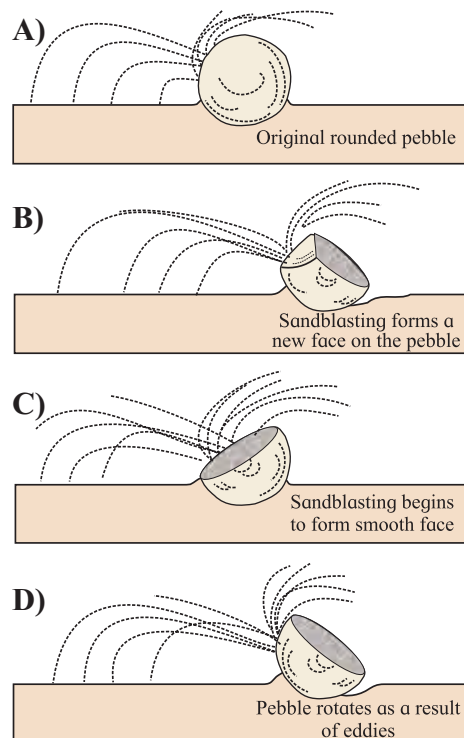 A)
Original rounded pebble
B)
Sandblasting forms a
new face on the pebble
C)
Sandblasting begins
to form smooth face
D)
Pebble rotates as a result
of eddies